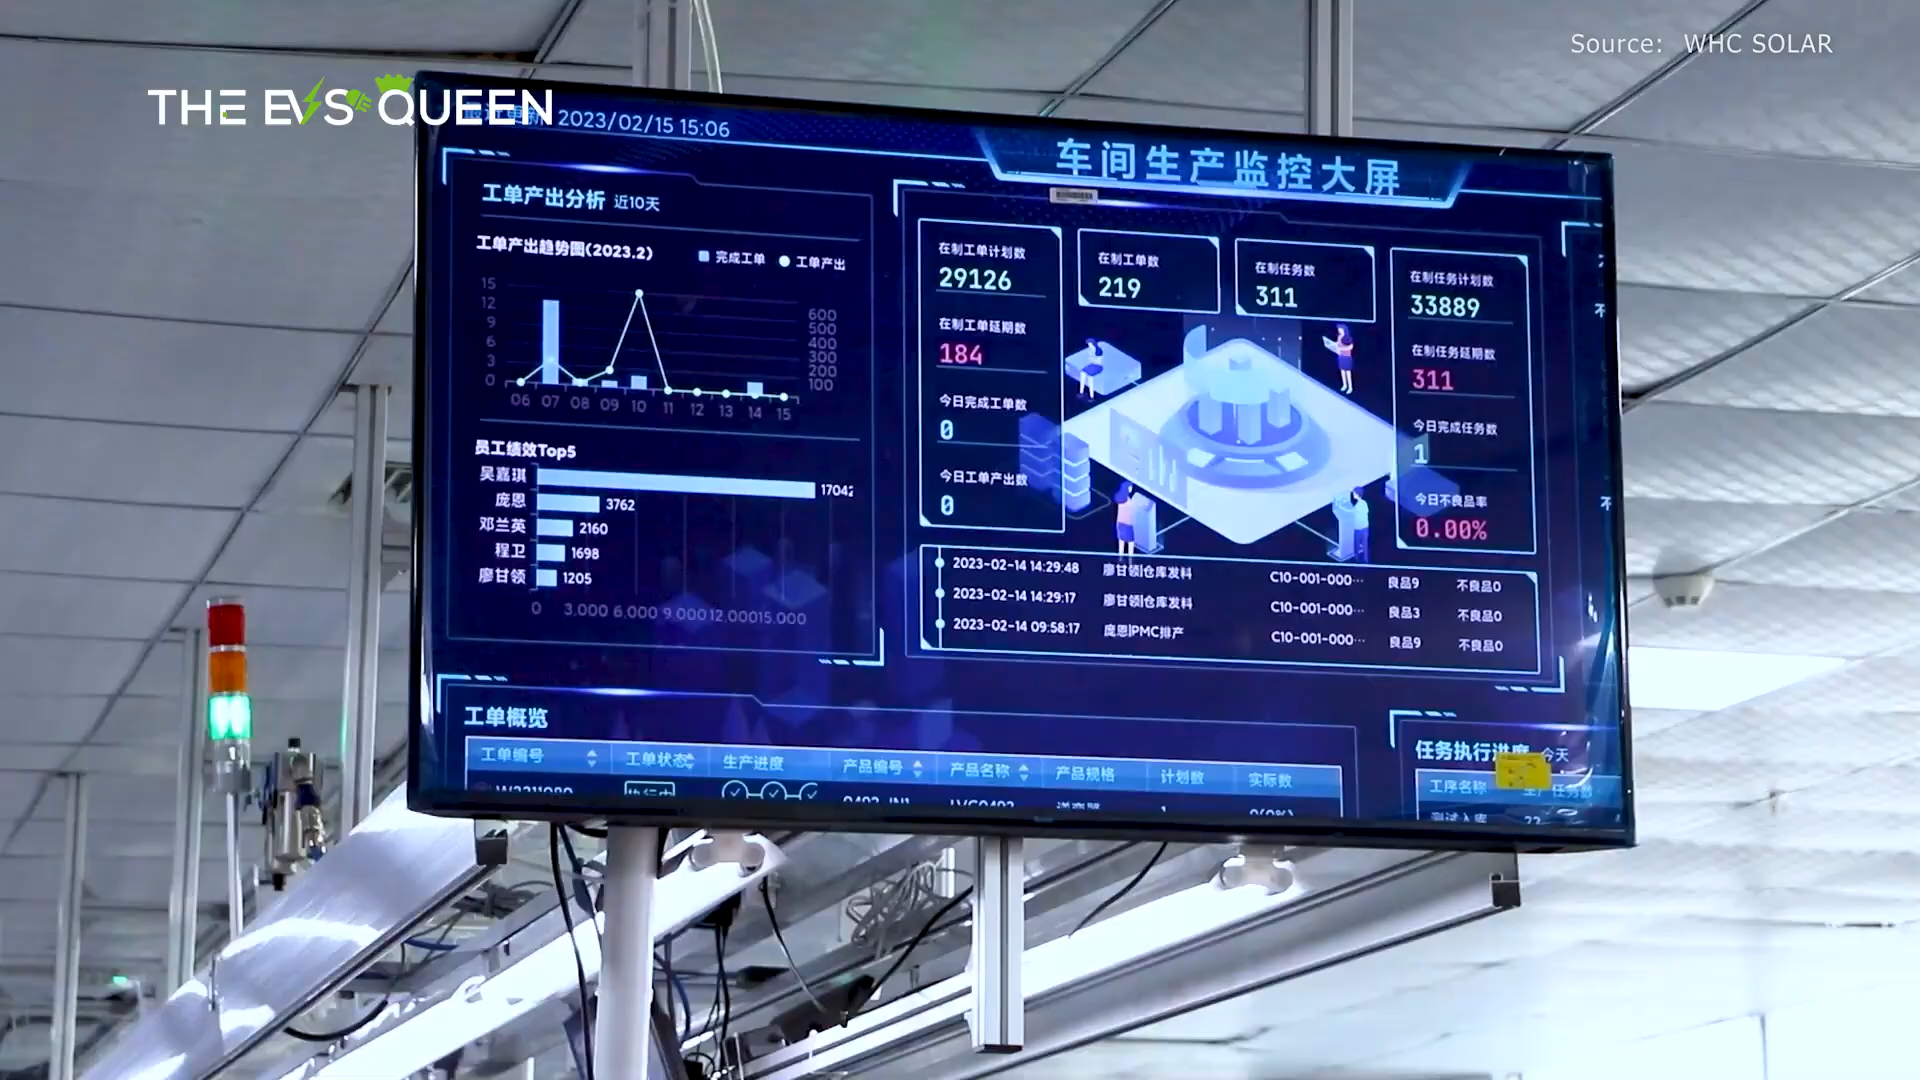 Source: WHC SOLAR
THE EVS QUEEN
2023/02/15 15:06
车间生产监控大屏
工单产出分析 近10天
工单产出趋势图(2023.2)
完成工单 工单产出
15
12
9
6
3
0
600
500
400
300
200
100
06 07 08 09 10 11 12 13 14 15
员工绩效Top5
吴嘉琪 17042
庞恩 3762
邓兰英 2160
程卫 1698
廖甘领 1205
0 3,000 6,000 9,000 12,000 15,000
在制工单计划数
29126
在制工单延期数
184
今日完成工单数
0
今日工单产出数
0
在制工单数
219
在制任务数
311
在制任务计划数
33889
在制任务延期数
311
今日完成任务数
1
今日不良品率
0.00%
2023-02-14 14:29:48 廖甘领|仓库发料 C10-001-000… 良品9 不良品0
2023-02-14 14:29:17 廖甘领|仓库发料 C10-001-000… 良品3 不良品0
2023-02-14 09:58:17 庞恩|PMC排产 C10-001-000… 良品9 不良品0
工单概览
工单编号 工单状态 生产进度 产品编号 产品名称 产品规格 计划数 实际数
任务执行进度 今天
工序名称